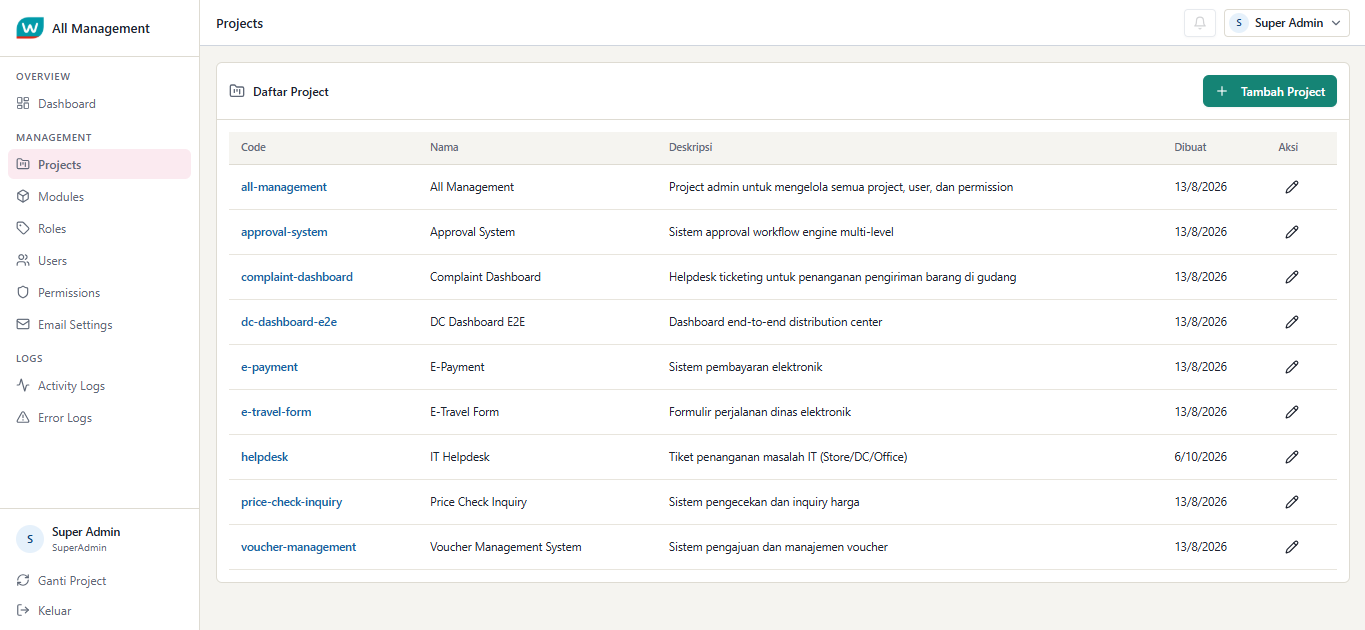 W All Management
Projects
S Super Admin
OVERVIEW
Dashboard
MANAGEMENT
Projects
Modules
Roles
Users
Permissions
Email Settings
LOGS
Activity Logs
Error Logs
S Super Admin
SuperAdmin
Ganti Project
Keluar
Daftar Project
+ Tambah Project
Code Nama Deskripsi Dibuat Aksi
all-management All Management Project admin untuk mengelola semua project, user, dan permission 13/8/2026
approval-system Approval System Sistem approval workflow engine multi-level 13/8/2026
complaint-dashboard Complaint Dashboard Helpdesk ticketing untuk penanganan pengiriman barang di gudang 13/8/2026
dc-dashboard-e2e DC Dashboard E2E Dashboard end-to-end distribution center 13/8/2026
e-payment E-Payment Sistem pembayaran elektronik 13/8/2026
e-travel-form E-Travel Form Formulir perjalanan dinas elektronik 13/8/2026
helpdesk IT Helpdesk Tiket penanganan masalah IT (Store/DC/Office) 6/10/2026
price-check-inquiry Price Check Inquiry Sistem pengecekan dan inquiry harga 13/8/2026
voucher-management Voucher Management System Sistem pengajuan dan manajemen voucher 13/8/2026